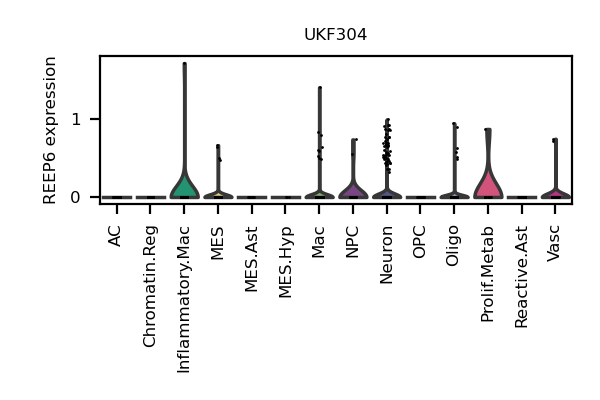 UKF304
REEP6 expression
1
0
AC
Chromatin.Reg
Inflammatory.Mac
MES
MES.Ast
MES.Hyp
Mac
NPC
Neuron
OPC
Oligo
Prolif.Metab
Reactive.Ast
Vasc